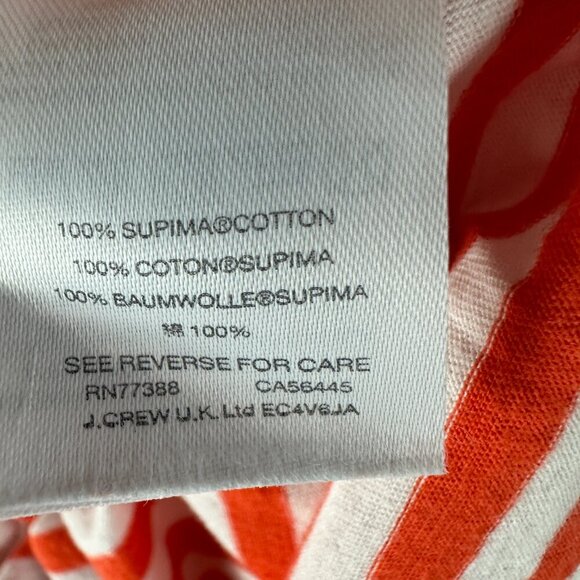 100% SUPIMA®COTTON
100% COTON®SUPIMA
100% BAUMWOLLE®SUPIMA
綿 100%
SEE REVERSE FOR CARE
RN77388 CA56445
J.CREW U.K. Ltd EC4V6JA